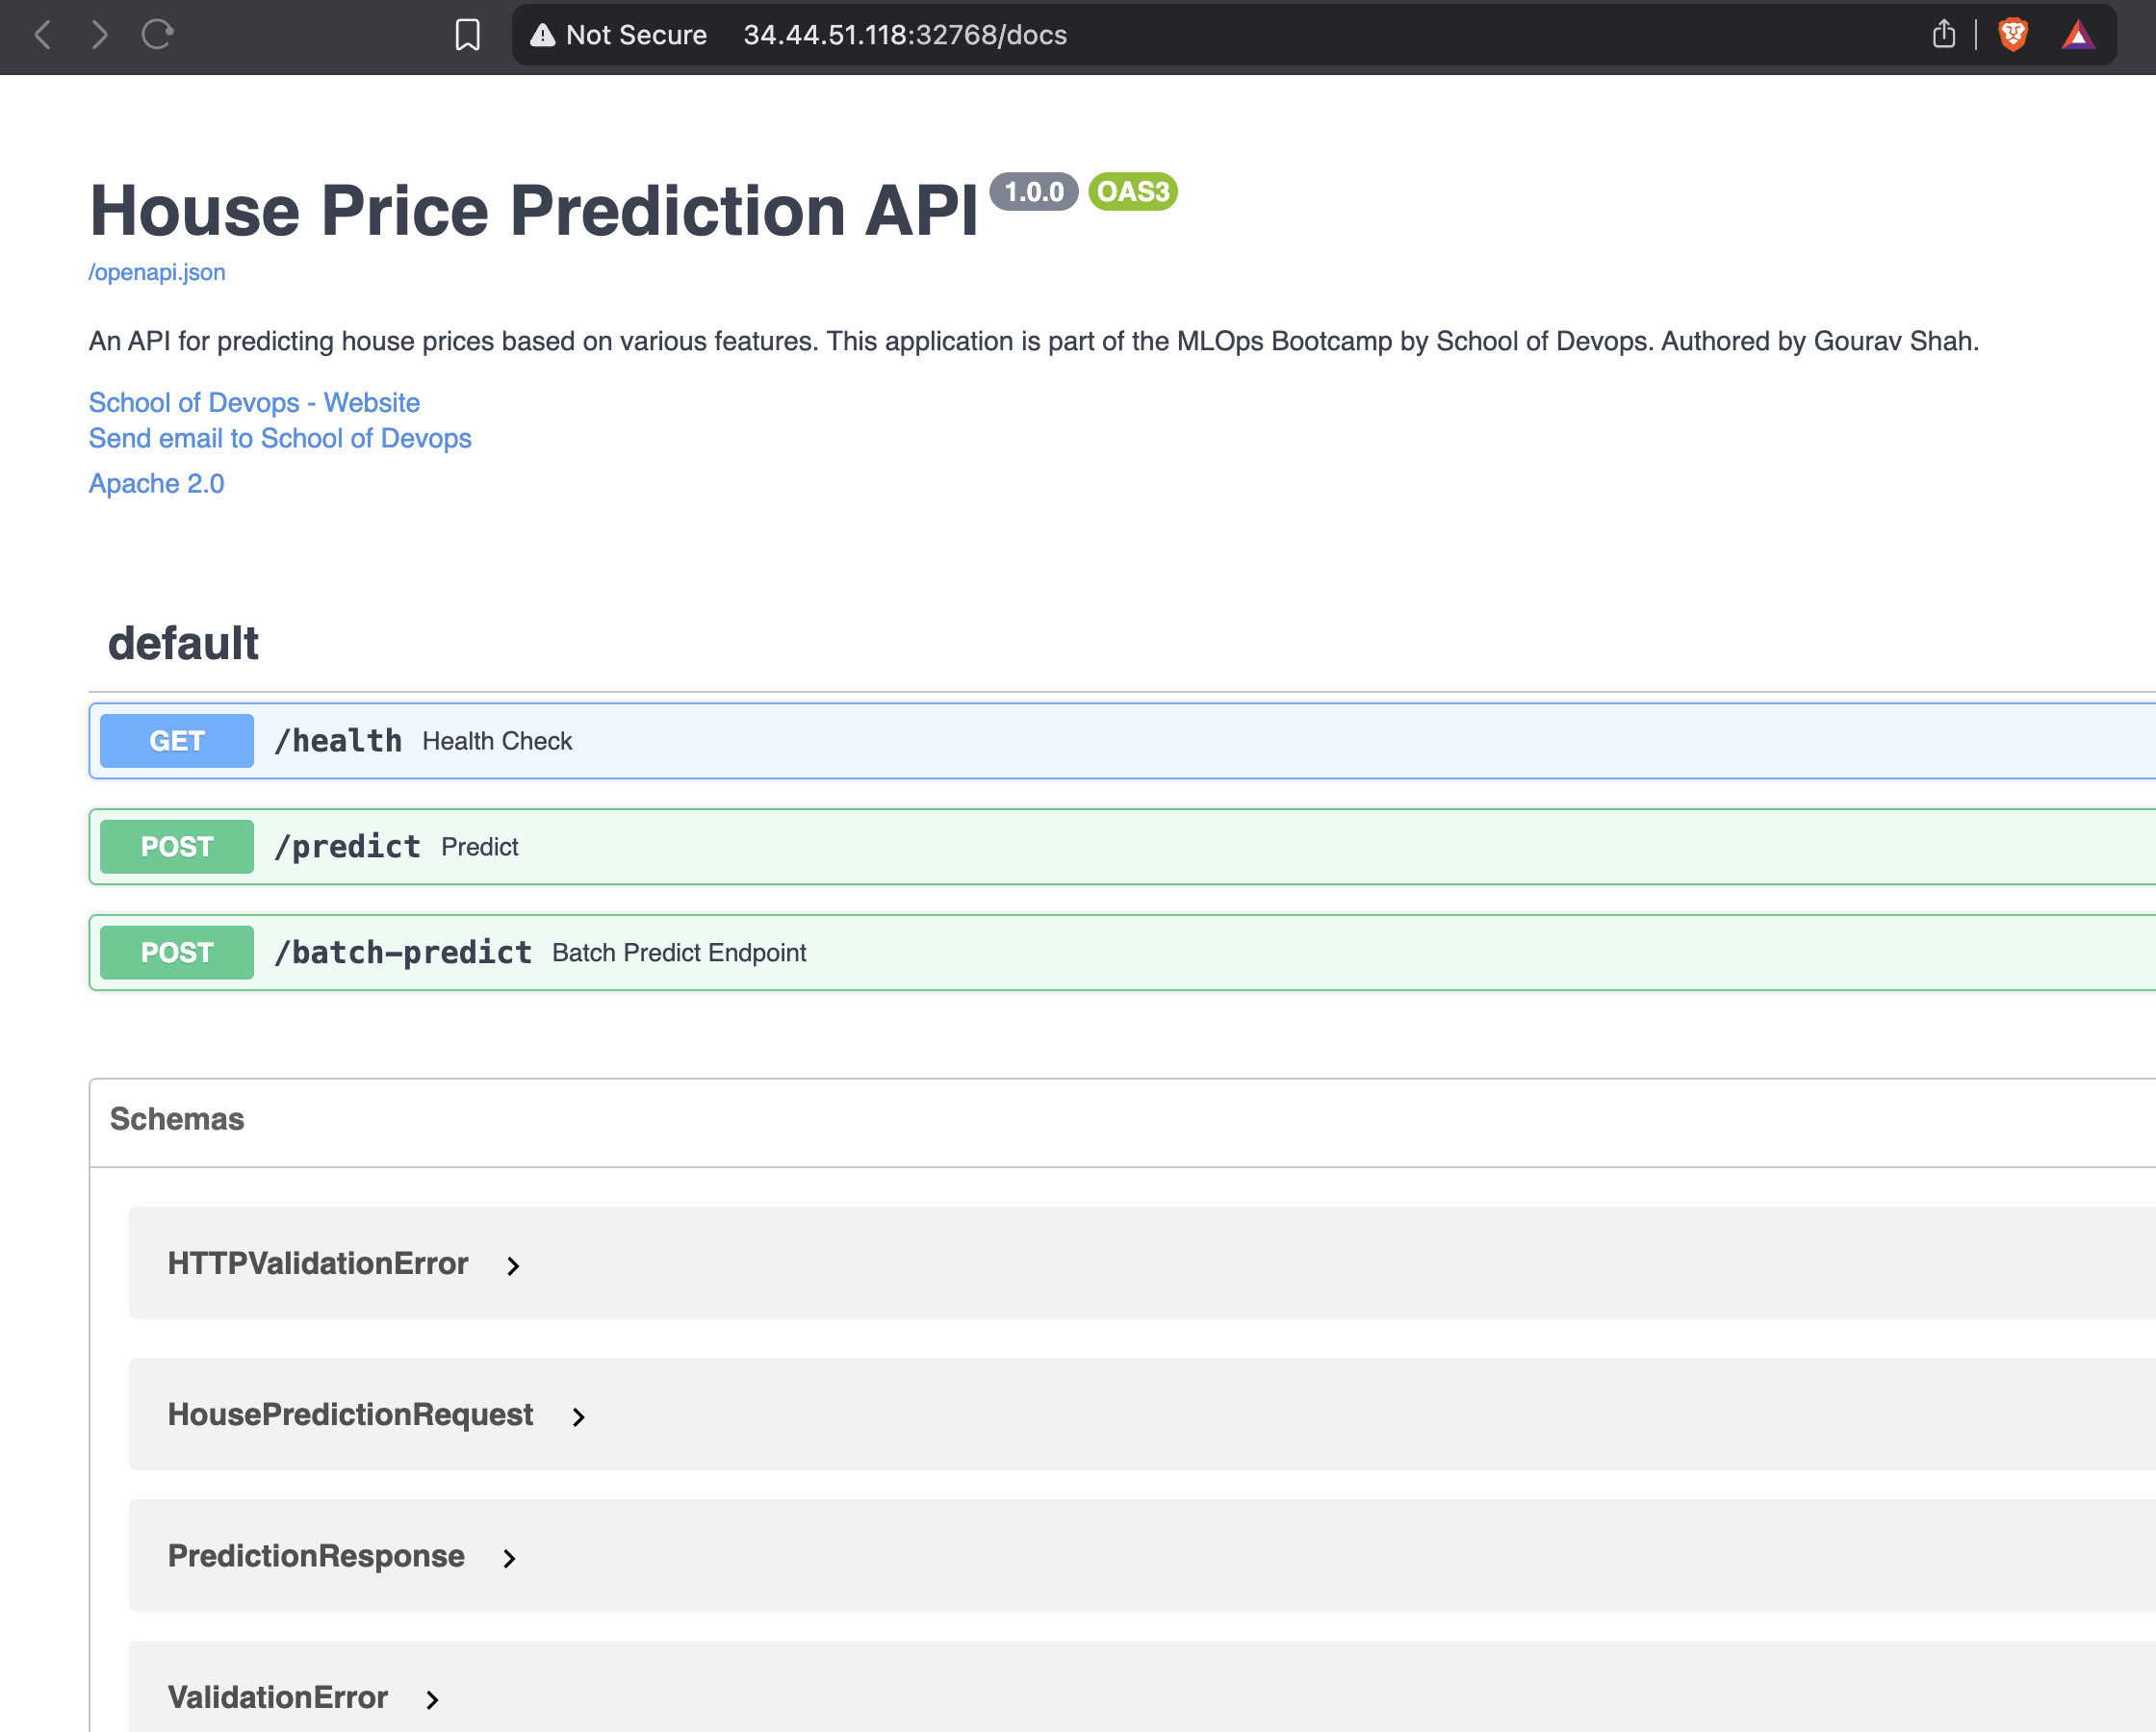 Not Secure 34.44.51.118:32768/docs
House Price Prediction API 1.0.0 OAS3
/openapi.json
An API for predicting house prices based on various features. This application is part of the MLOps Bootcamp by School of Devops. Authored by Gourav Shah.
School of Devops - Website
Send email to School of Devops
Apache 2.0
default
GET /health Health Check
POST /predict Predict
POST /batch-predict Batch Predict Endpoint
Schemas
HTTPValidationError
HousePredictionRequest
PredictionResponse
ValidationError